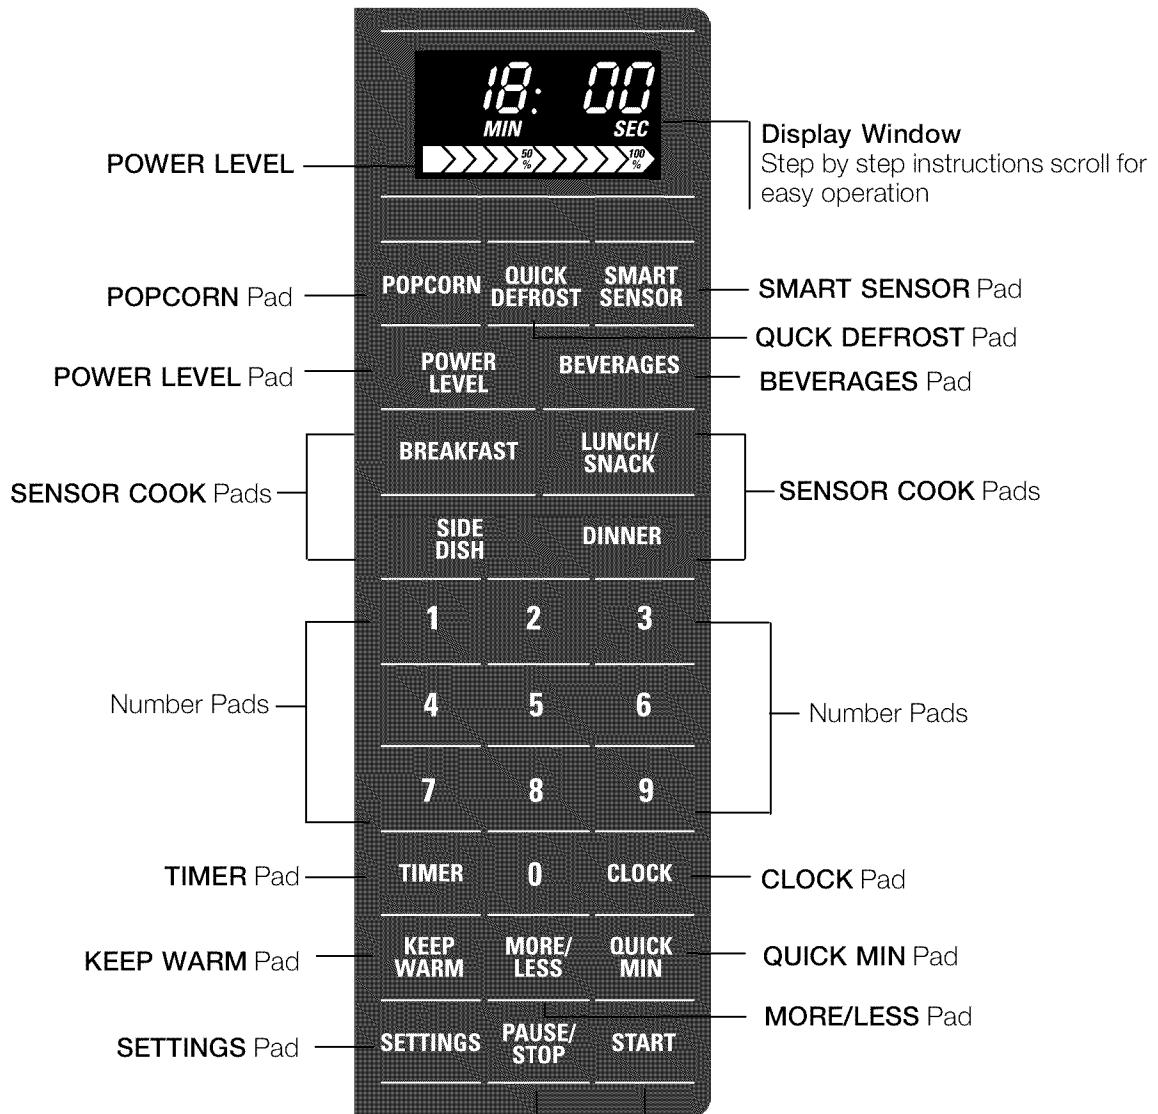 18: 00
MIN SEC
POWER LEVEL
50 % 100 %
Display Window
Step by step instructions scroll for
easy operation
POPCORN Pad
POPCORN
QUICK
DEFROST
SMART
SENSOR
SMART SENSOR Pad
QUCK DEFROST Pad
POWER LEVEL Pad
POWER
LEVEL
BEVERAGES
BEVERAGES Pad
BREAKFAST
LUNCH/
SNACK
SENSOR COOK Pads
SENSOR COOK Pads
SIDE
DISH
DINNER
1 2 3
Number Pads
4 5 6
Number Pads
7 8 9
TIMER Pad
TIMER
0
CLOCK
CLOCK Pad
KEEP WARM Pad
KEEP
WARM
MORE/
LESS
QUICK
MIN
QUICK MIN Pad
MORE/LESS Pad
SETTINGS Pad
SETTINGS
PAUSE/
STOP
START